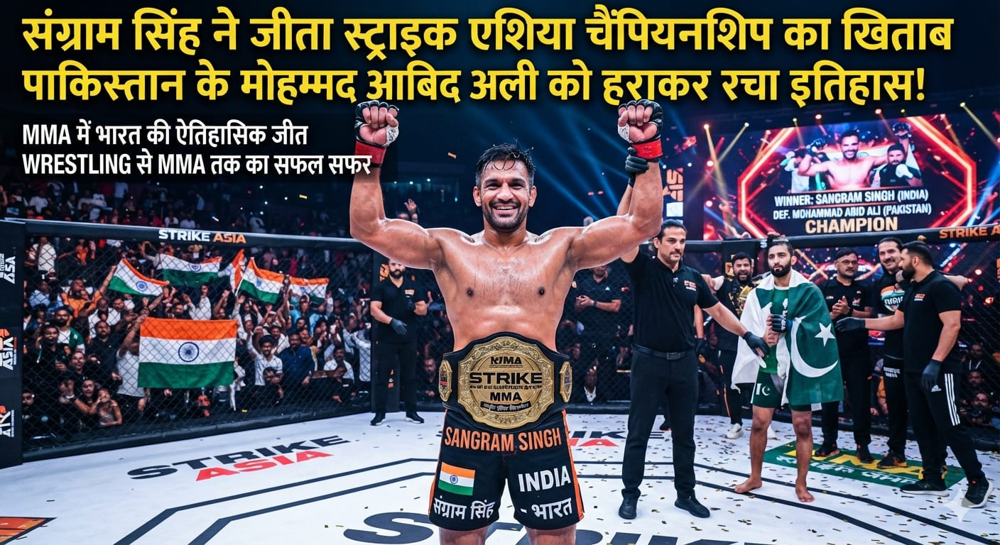 संग्राम सिंह ने जीता स्ट्राइक एशिया चैंपियनशिप का खिताब
पाकिस्तान के मोहम्मद आबिद अली को हराकर रचा इतिहास!
MMA में भारत की ऐतिहासिक जीत
WRESTLING से MMA तक का सफल सफर
WINNER: SANGRAM SINGH (INDIA)
DEF. MOHAMMAD ABID ALI (PAKISTAN)
CHAMPION
STRIKE ASIA
STRIKE
STRIKE
MMA
SANGRAM SINGH
INDIA
संग्राम सिंह - भारत
STRIKE
ASIA
STRIKE
ASIA
STRIKE